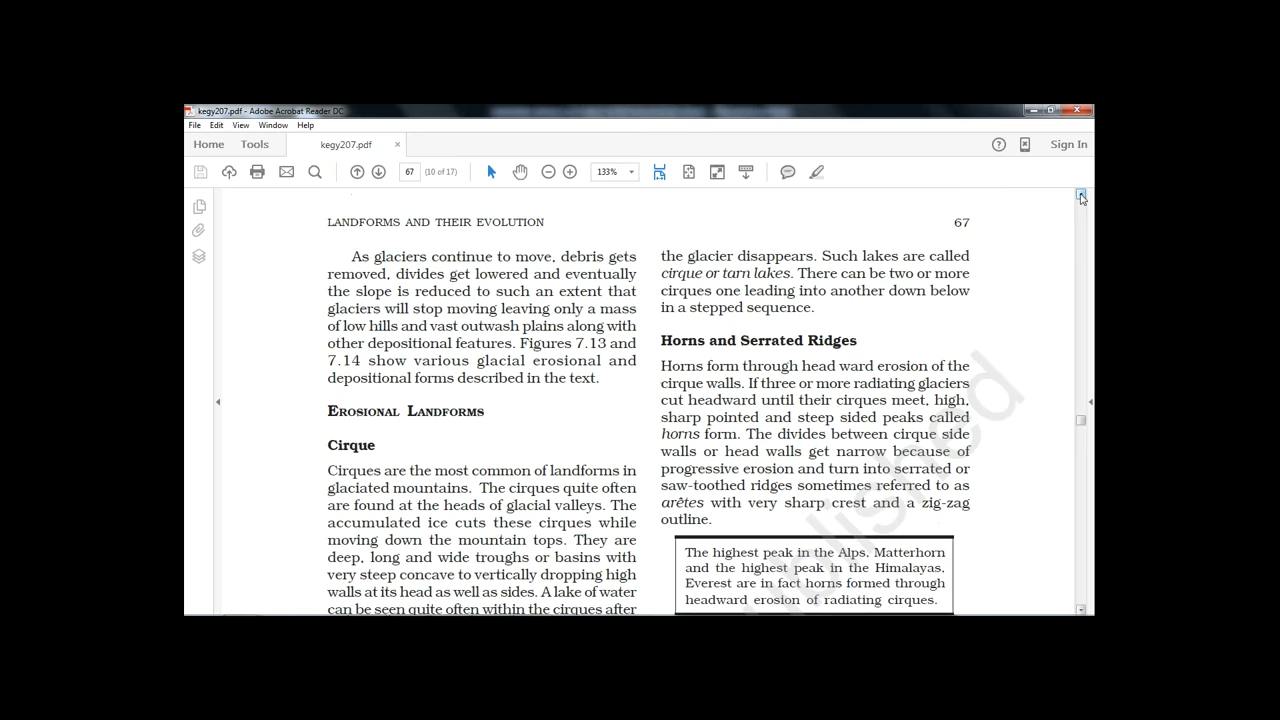 kegy207.pdf - Adobe Acrobat Reader DC
File Edit View Window Help
Home Tools kegy207.pdf × Sign In
67 (10 of 17) 133%
LANDFORMS AND THEIR EVOLUTION 67
As glaciers continue to move, debris gets
removed, divides get lowered and eventually
the slope is reduced to such an extent that
glaciers will stop moving leaving only a mass
of low hills and vast outwash plains along with
other depositional features. Figures 7.13 and
7.14 show various glacial erosional and
depositional forms described in the text.
EROSIONAL LANDFORMS
Cirque
Cirques are the most common of landforms in
glaciated mountains. The cirques quite often
are found at the heads of glacial valleys. The
accumulated ice cuts these cirques while
moving down the mountain tops. They are
deep, long and wide troughs or basins with
very steep concave to vertically dropping high
walls at its head as well as sides. A lake of water
can be seen quite often within the cirques after
the glacier disappears. Such lakes are called
cirque or tarn lakes. There can be two or more
cirques one leading into another down below
in a stepped sequence.
Horns and Serrated Ridges
Horns form through head ward erosion of the
cirque walls. If three or more radiating glaciers
cut headward until their cirques meet, high,
sharp pointed and steep sided peaks called
horns form. The divides between cirque side
walls or head walls get narrow because of
progressive erosion and turn into serrated or
saw-toothed ridges sometimes referred to as
arêtes with very sharp crest and a zig-zag
outline.
The highest peak in the Alps, Matterhorn
and the highest peak in the Himalayas,
Everest are in fact horns formed through
headward erosion of radiating cirques.